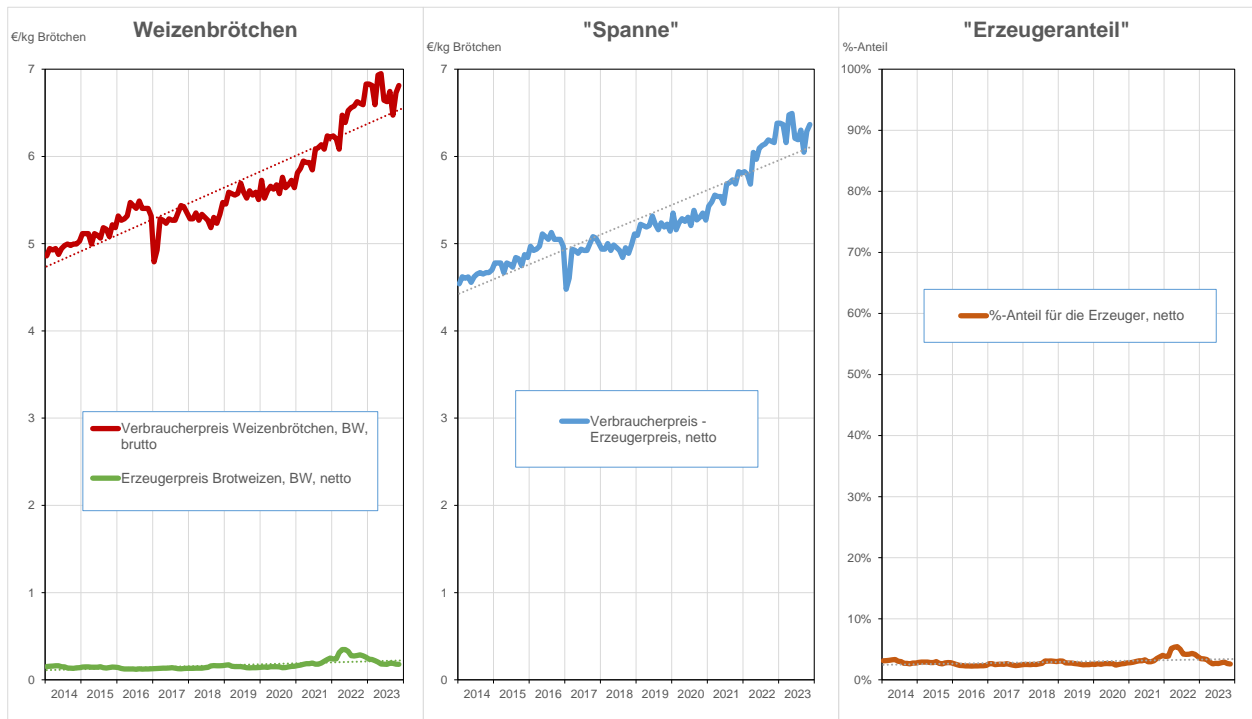 Weizenbrötchen
€/kg Brötchen
7
6
5
4
3
2
1
0
Verbraucherpreis Weizenbrötchen, BW,
brutto
Erzeugerpreis Brotweizen, BW, netto
2014 2015 2016 2017 2018 2019 2020 2021 2022 2023
"Spanne"
€/kg Brötchen
7
6
5
4
3
2
1
0
Verbraucherpreis -
Erzeugerpreis, netto
2014 2015 2016 2017 2018 2019 2020 2021 2022 2023
"Erzeugeranteil"
%-Anteil
100%
90%
80%
70%
60%
50%
40%
30%
20%
10%
0%
%-Anteil für die Erzeuger, netto
2014 2015 2016 2017 2018 2019 2020 2021 2022 2023